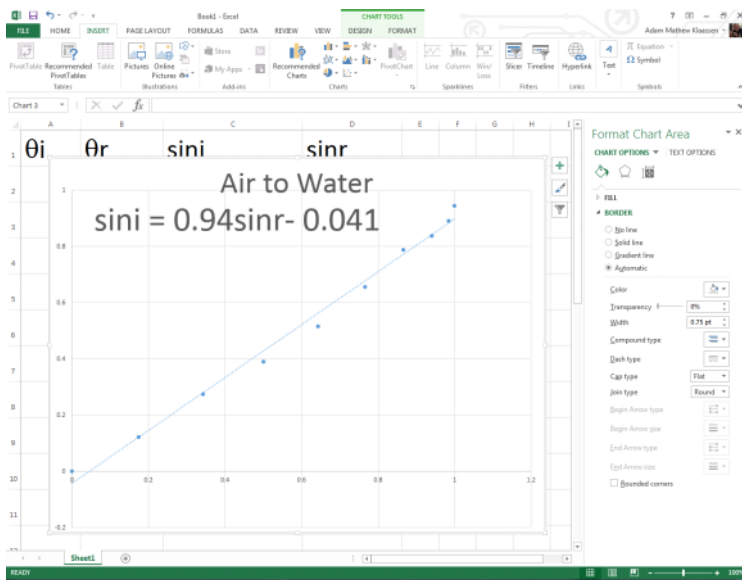 Book1 - Excel
CHART TOOLS
FILE HOME INSERT PAGE LAYOUT FORMULAS DATA REVIEW VIEW DESIGN FORMAT Adam Mathew Klaassen
PivotTable Recommended PivotTables Table Pictures Online Pictures Store My Apps Recommended Charts PivotChart Line Column Win/Loss Slicer Timeline Hyperlink Text Equation Symbol
Tables Illustrations Add-ins Charts Sparklines Filters Links Symbols
Chart 3 fx
A B C D E F G H I
1 θi θr sini sinr
Air to Water
sini = 0.94sinr- 0.041
1
0.8
0.6
0.4
0.2
0
-0.2
0 0.2 0.4 0.6 0.8 1 1.2
2
3
4
5
6
7
8
9
10
11
Format Chart Area
CHART OPTIONS TEXT OPTIONS
FILL
BORDER
No line
Solid line
Gradient line
Automatic
Color
Transparency 0%
Width 0.75 pt
Compound type
Dash type
Cap type Flat
Join type Round
Begin Arrow type
Begin Arrow size
End Arrow type
End Arrow size
Rounded corners
Sheet1
READY 100%